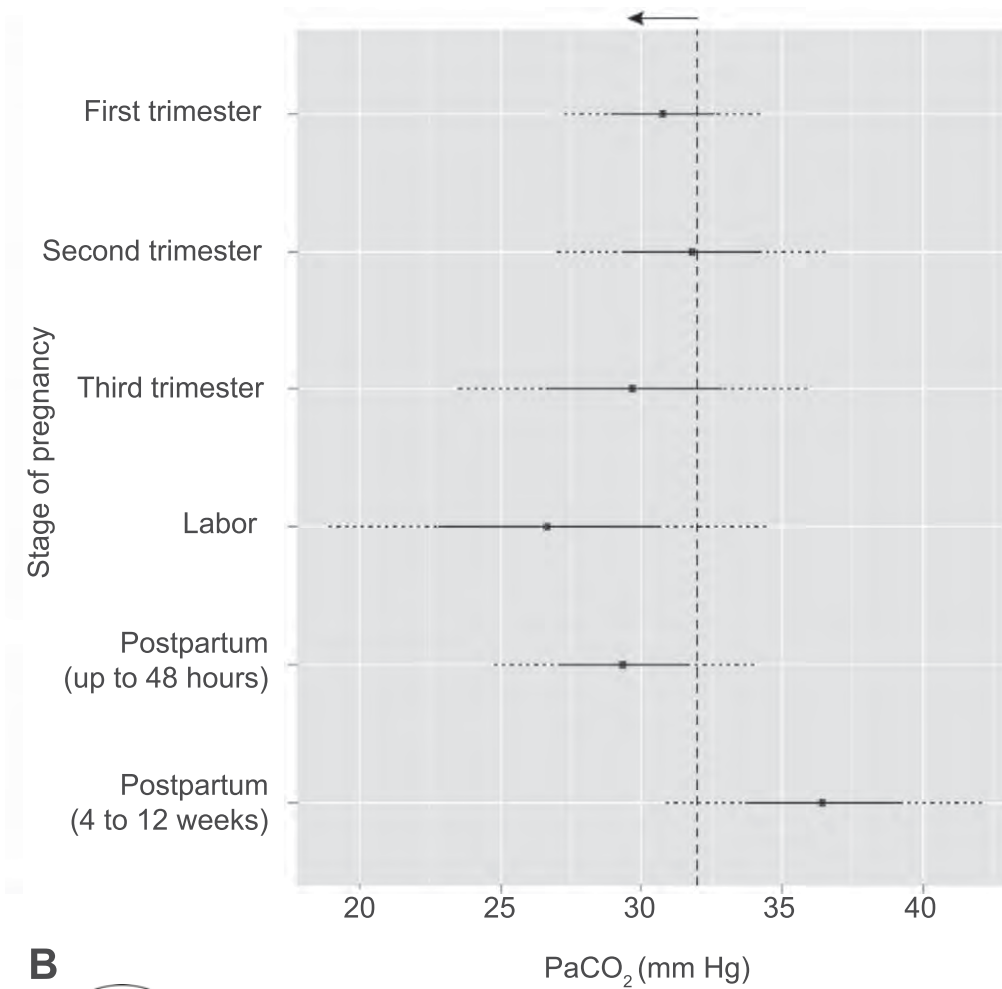 First trimester
Second trimester
Third trimester
Labor
Postpartum
(up to 48 hours)
Postpartum
(4 to 12 weeks)
Stage of pregnancy
20 25 30 35 40
PaCO2 (mm Hg)
B